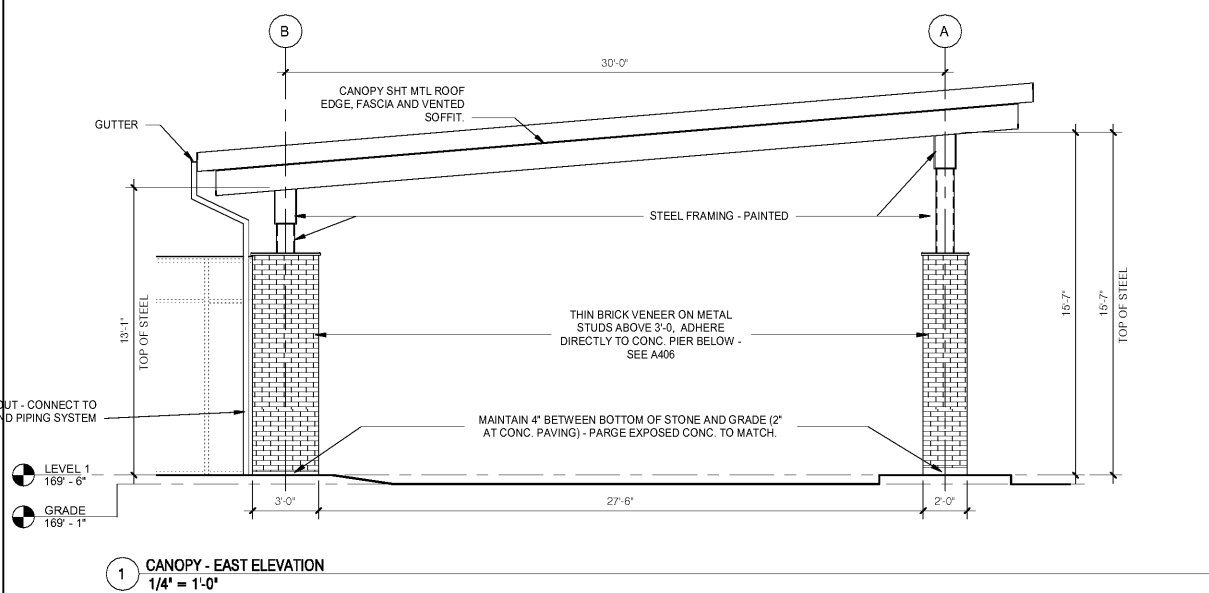 B
A
30'-0"
CANOPY SHT MTL ROOF
EDGE, FASCIA AND VENTED
SOFFIT.
GUTTER
STEEL FRAMING - PAINTED
13'-1"
TOP OF STEEL
THIN BRICK VENEER ON METAL
STUDS ABOVE 3'-0, ADHERE
DIRECTLY TO CONC. PIER BELOW -
SEE A406
15'-7"
15'-7"
TOP OF STEEL
OUT - CONNECT TO
ND PIPING SYSTEM
MAINTAIN 4" BETWEEN BOTTOM OF STONE AND GRADE (2"
AT CONC. PAVING) - PARGE EXPOSED CONC. TO MATCH.
LEVEL 1
169' - 6"
GRADE
169' - 1"
3'-0"
27'-6"
2'-0"
1
CANOPY - EAST ELEVATION
1/4" = 1'-0"